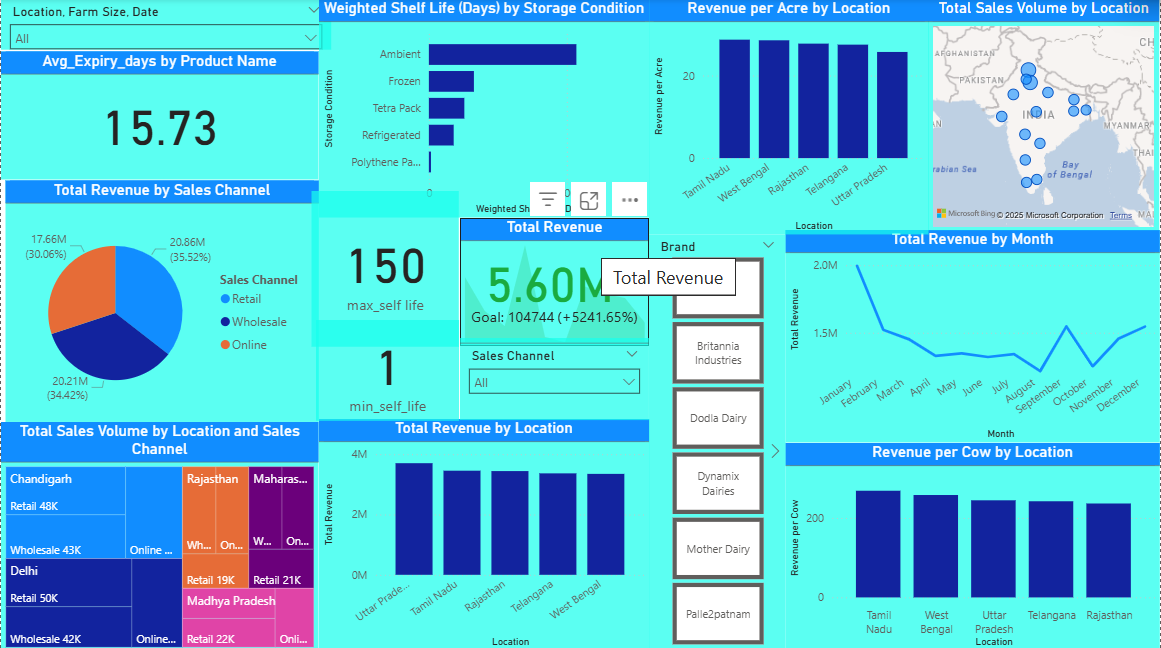 Location, Farm Size, Date
All
Avg_Expiry_days by Product Name
15.73
Total Revenue by Sales Channel
17.66M
(30.06%)
20.86M
(35.52%)
20.21M
(34.42%)
Sales Channel
Retail
Wholesale
Online
Total Sales Volume by Location and Sales
Channel
Chandigarh
Retail 48K
Wholesale 43K
Online ...
Delhi
Retail 50K
Wholesale 42K
Online...
Rajasthan
Wh...
On...
Retail 19K
Maharas...
W...
On...
Retail 21K
Madhya Pradesh
Retail 22K
Onli...
Weighted Shelf Life (Days) by Storage Condition
Storage Condition
Ambient
Frozen
Tetra Pack
Refrigerated
Polythene Pa...
0
Weighted Sh
150
max_self life
1
min_self_life
Total Revenue
5.60M
Goal: 104744 (+5241.65%)
Total Revenue
Sales Channel
All
Total Revenue by Location
Total Revenue
4M
2M
0M
Uttar Prade...
Tamil Nadu
Rajasthan
Telangana
West Bengal
Location
Revenue per Acre by Location
Revenue per Acre
20
0
Tamil Nadu
West Bengal
Rajasthan
Telangana
Uttar Pradesh
Location
Brand
Britannia
Industries
Dodla Dairy
Dynamix
Dairies
Mother Dairy
Palle2patnam
Total Sales Volume by Location
AFGHANISTAN
CH
PAKISTAN
INDIA
MYANMAR
THAI
rabian Sea
Bay
of Bengal
Microsoft Bing
© 2025 Microsoft Corporation
Terms
Total Revenue by Month
Total Revenue
2.0M
1.5M
January
February
March
April
May
June
July
August
September
October
November
December
Month
Revenue per Cow by Location
Revenue per Cow
200
0
Tamil
Nadu
West
Bengal
Uttar
Pradesh
Telangana
Rajasthan
Location